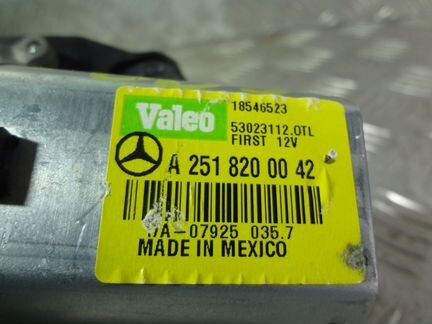 Valeo
18546523
53023112.OTL
FIRST 12V
A 251 820 00 42
07925 035.7
MADE IN MEXICO